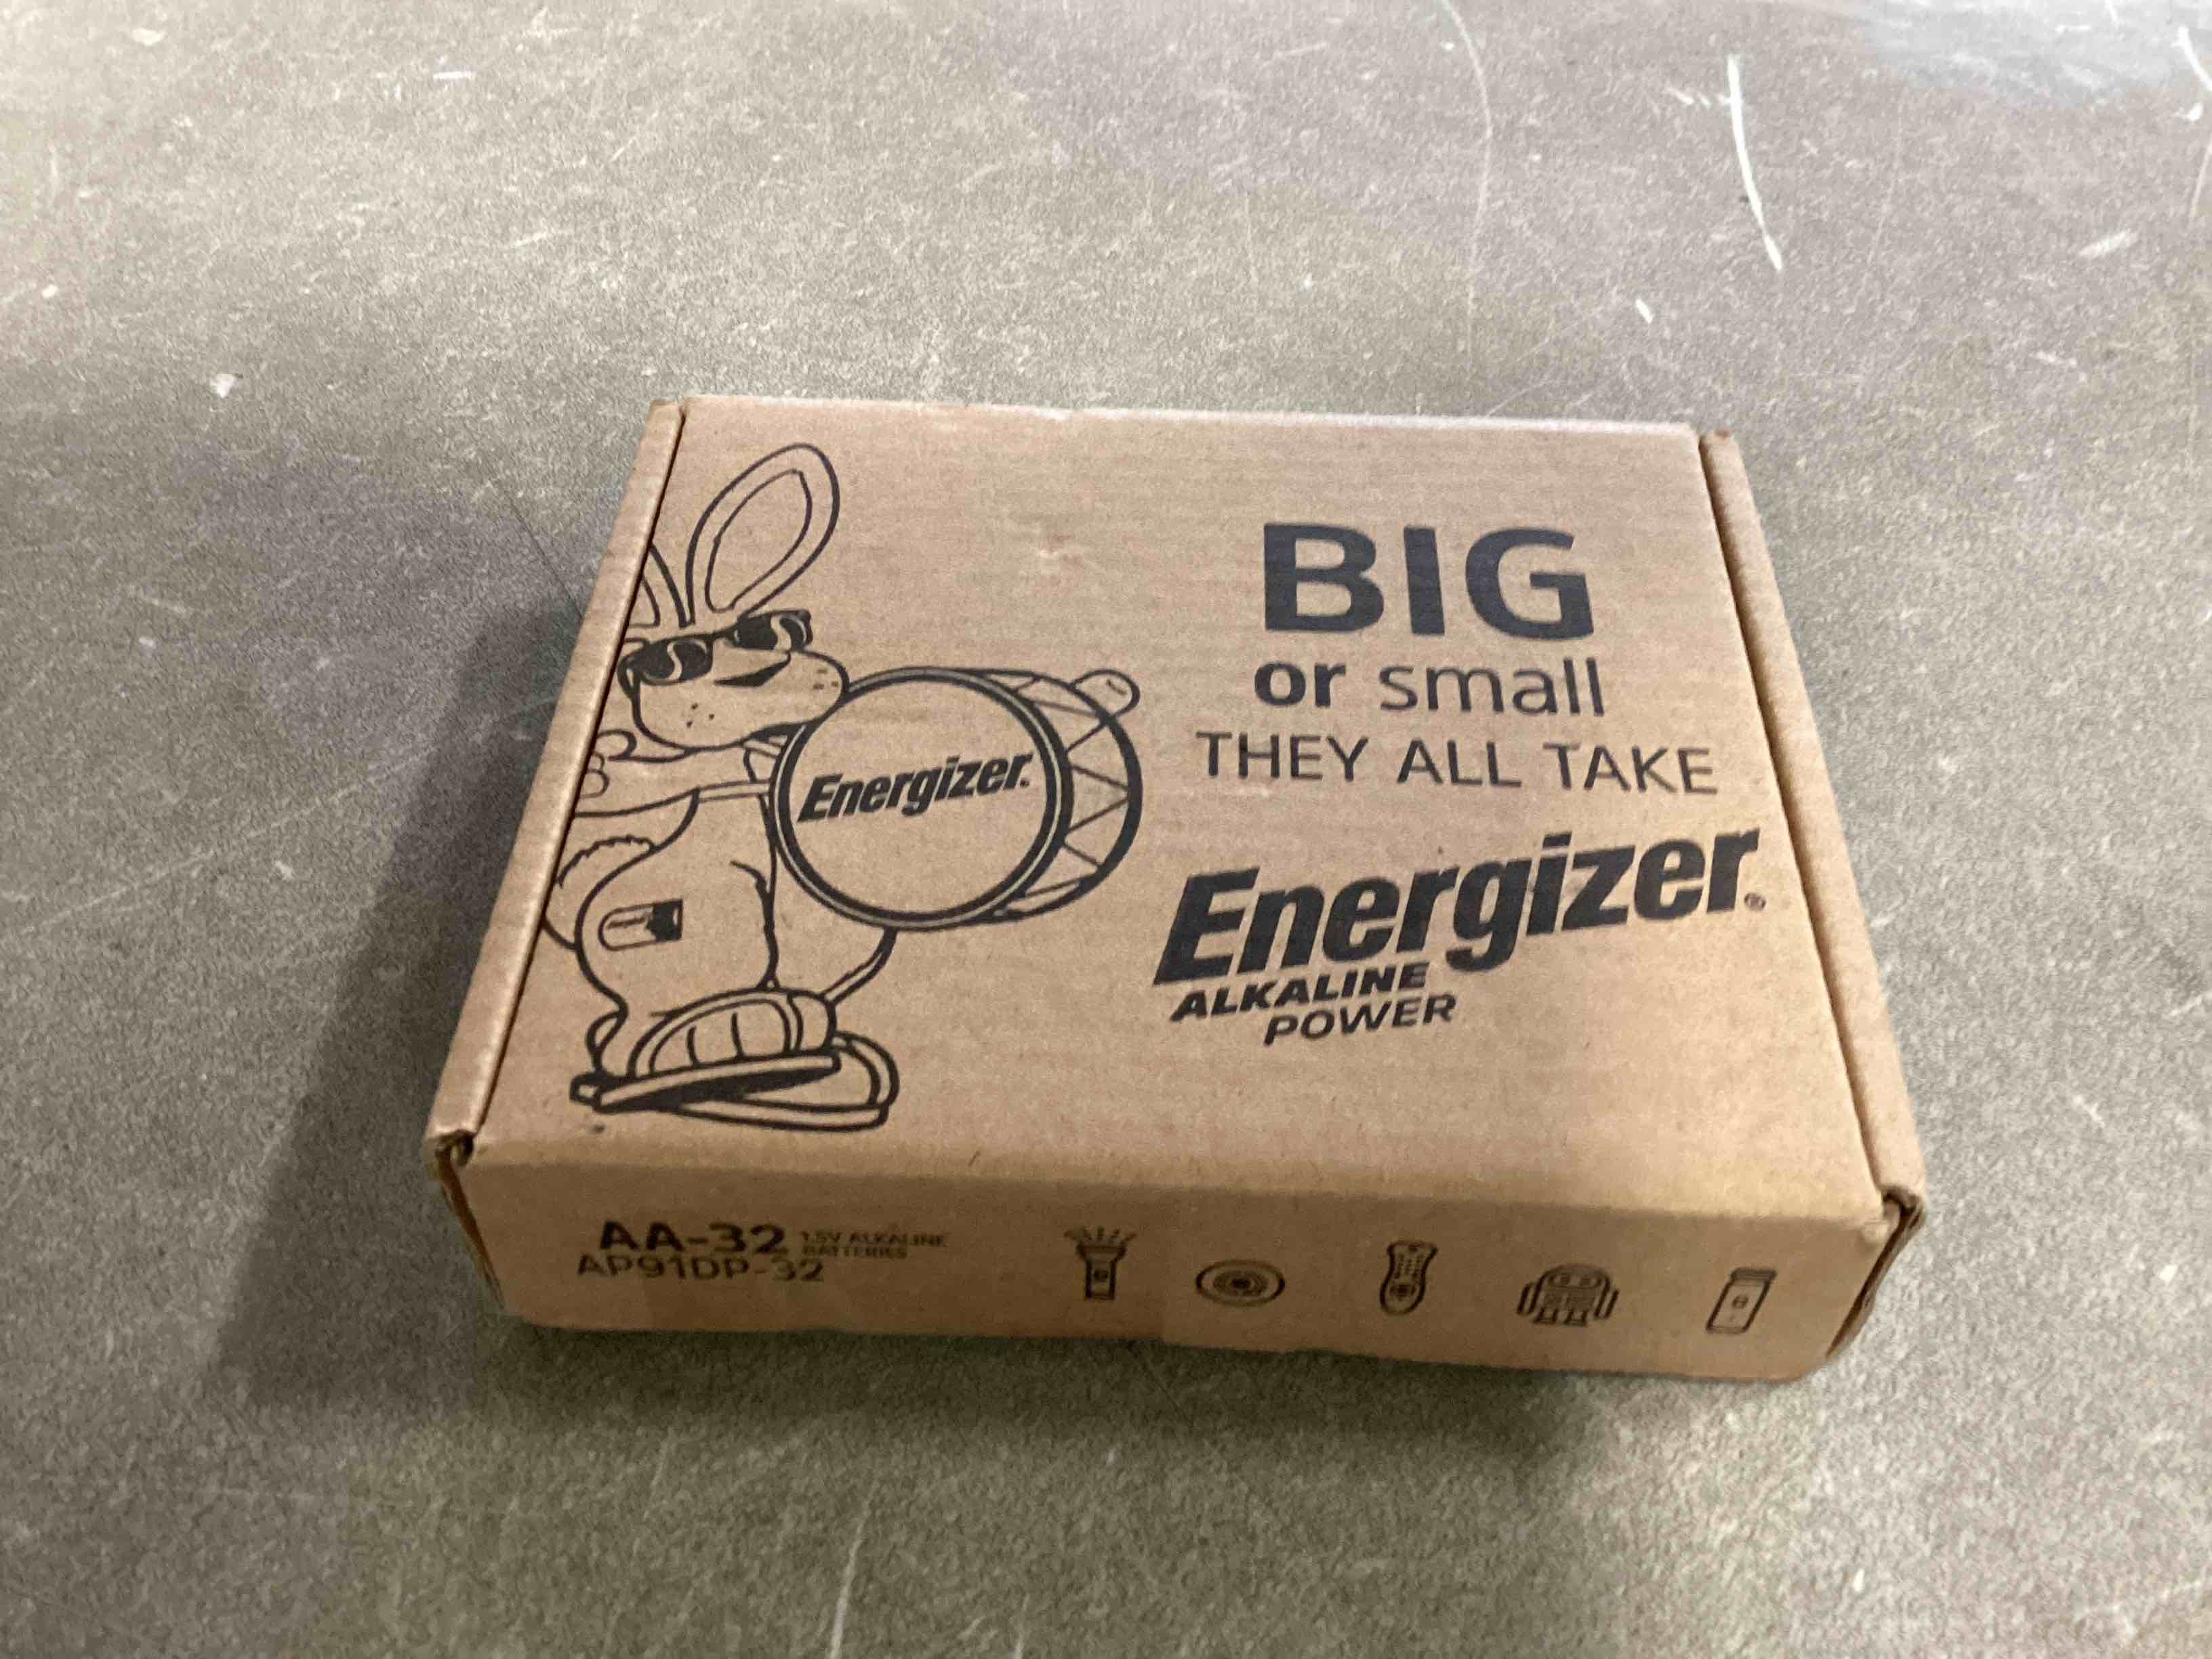 BIG
or small
THEY ALL TAKE
Energizer®
ALKALINE
POWER
Energizer.
AA-32 1.5V ALKALINE
BATTERIES
AP91DP-32